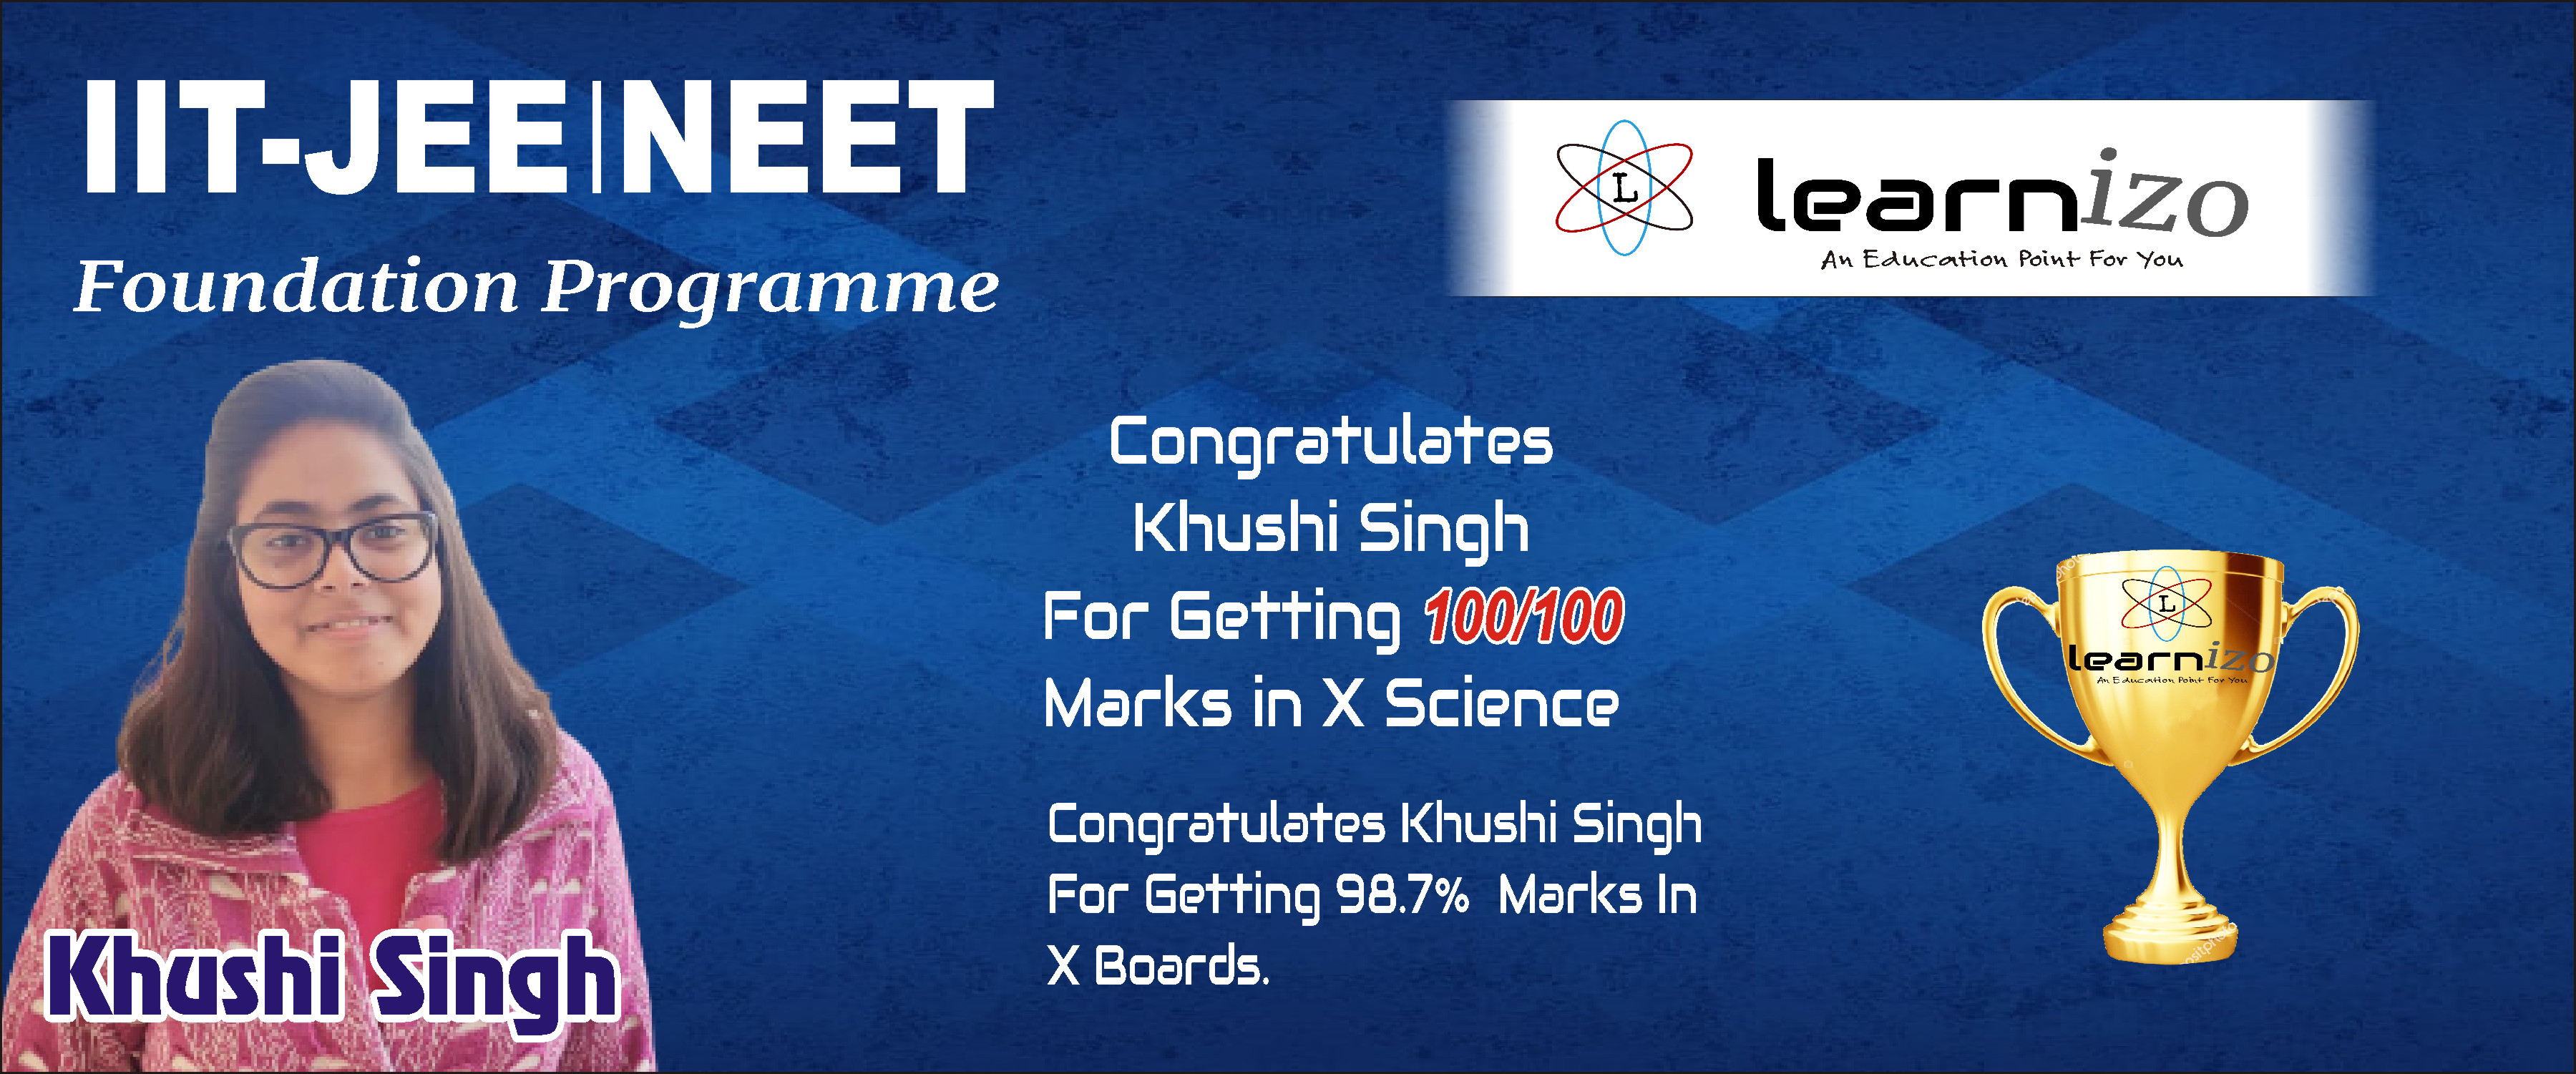 IIT-JEE|NEET
Foundation Programme
L
learnizo
An Education Point For You
Congratulates
Khushi Singh
For Getting 100/100
Marks in X Science
Congratulates Khushi Singh
For Getting 98.7% Marks In
X Boards.
Khushi Singh
L
learnizo
An Education Point For You